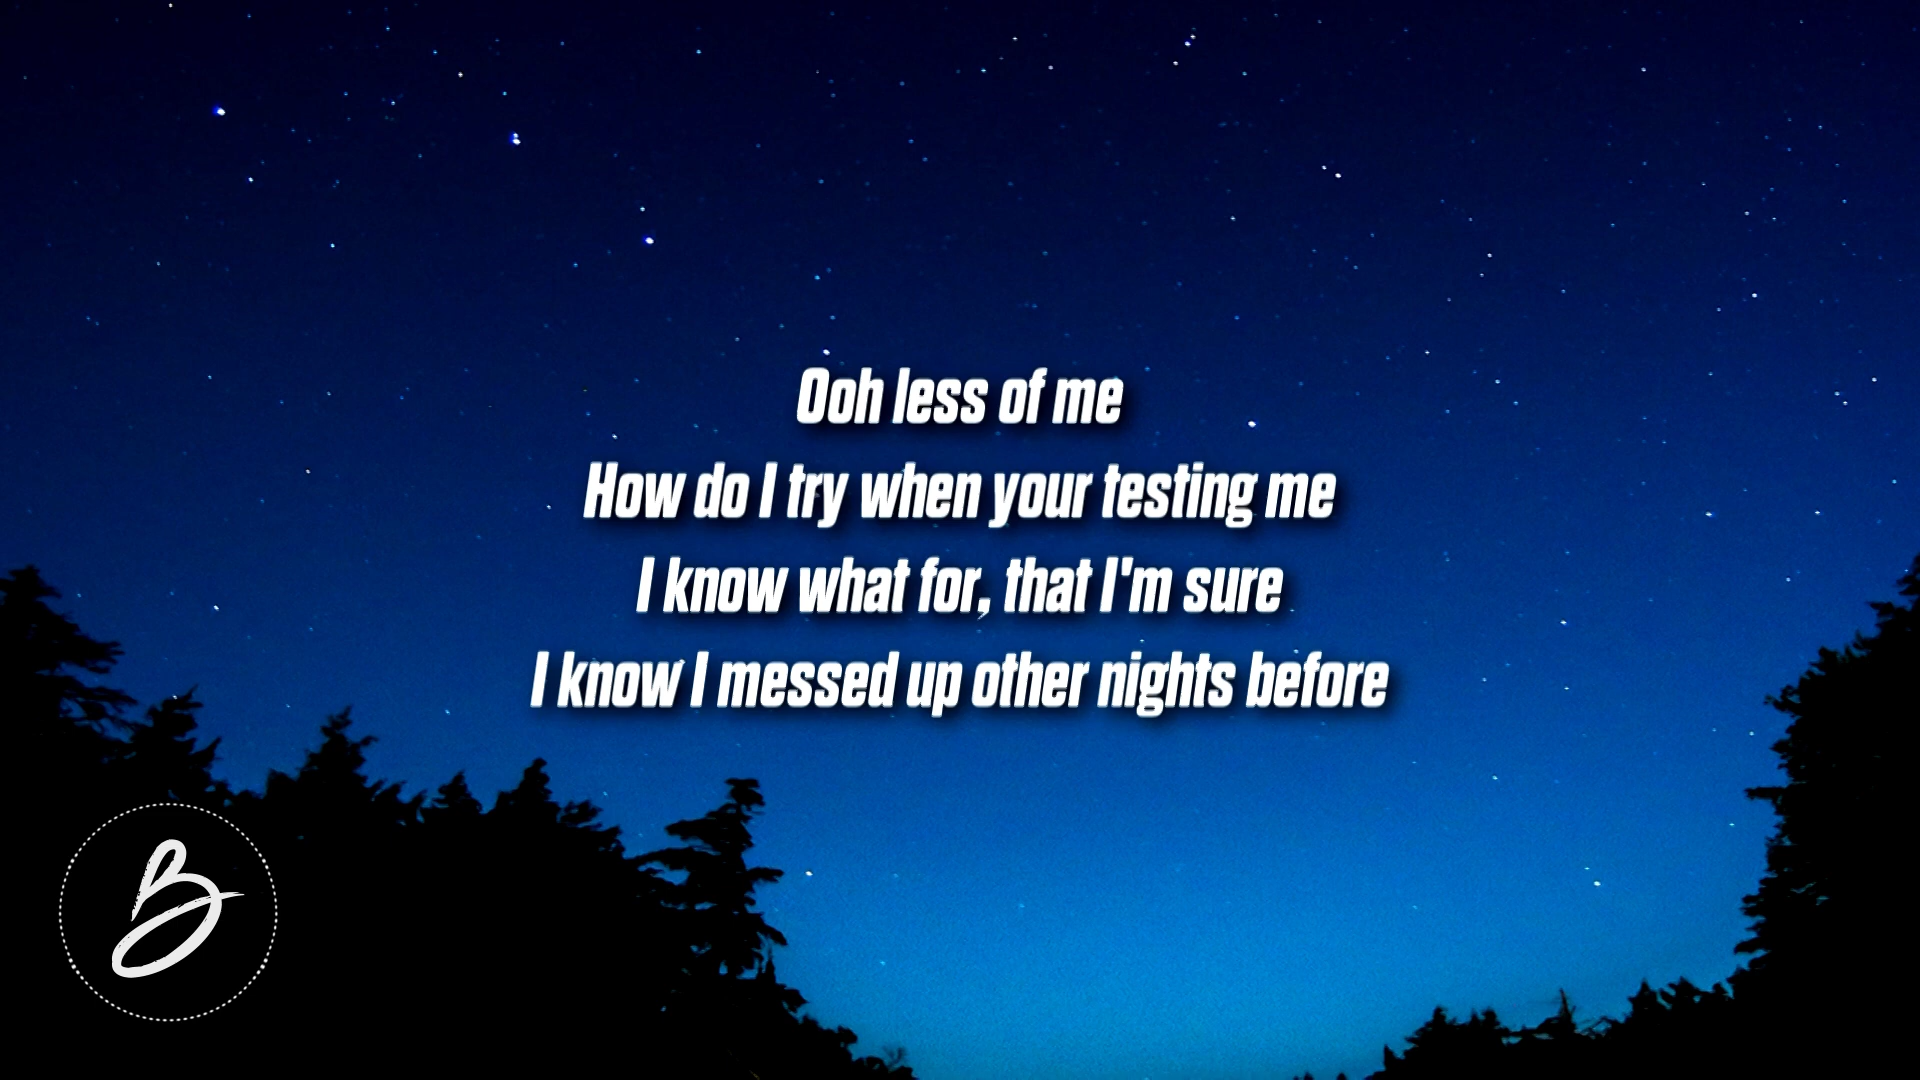 Ooh less of me
How do I try when your testing me
I know what for, that I'm sure
I know I messed up other nights before
B